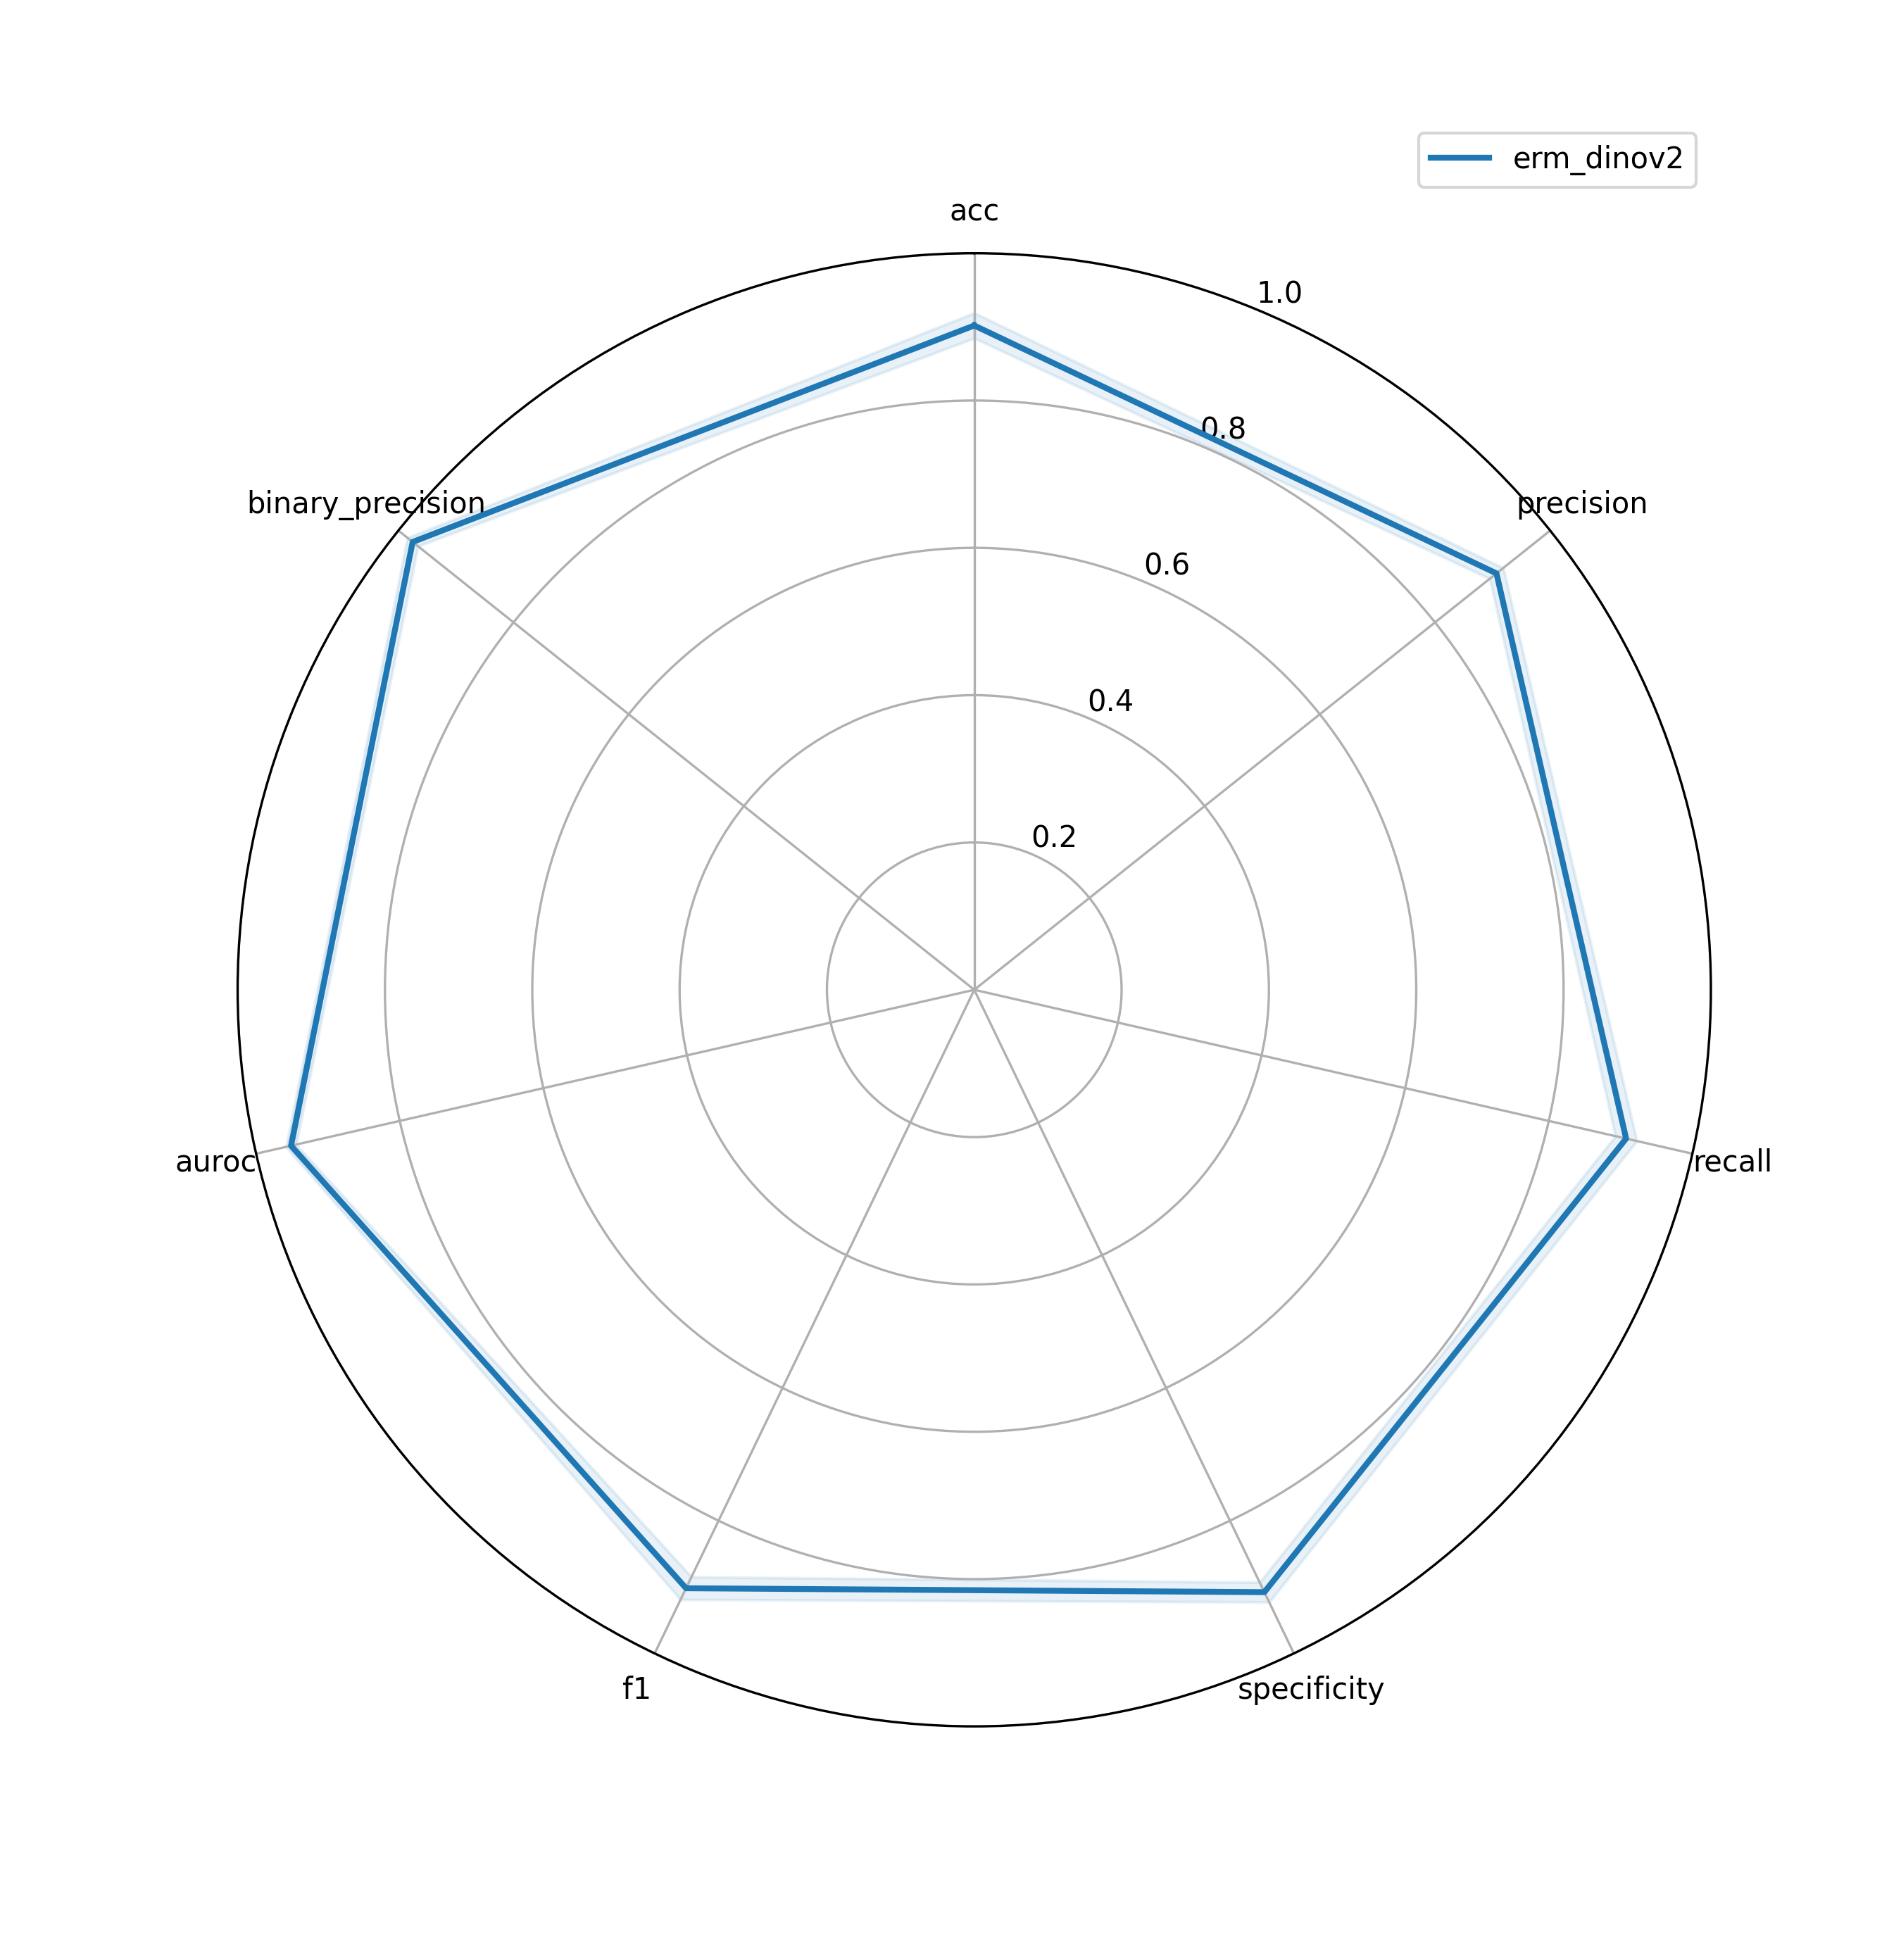 erm_dinov2
acc
1.0
0.8
binary_precision
precision
0.6
0.4
0.2
auroc
recall
f1
specificity